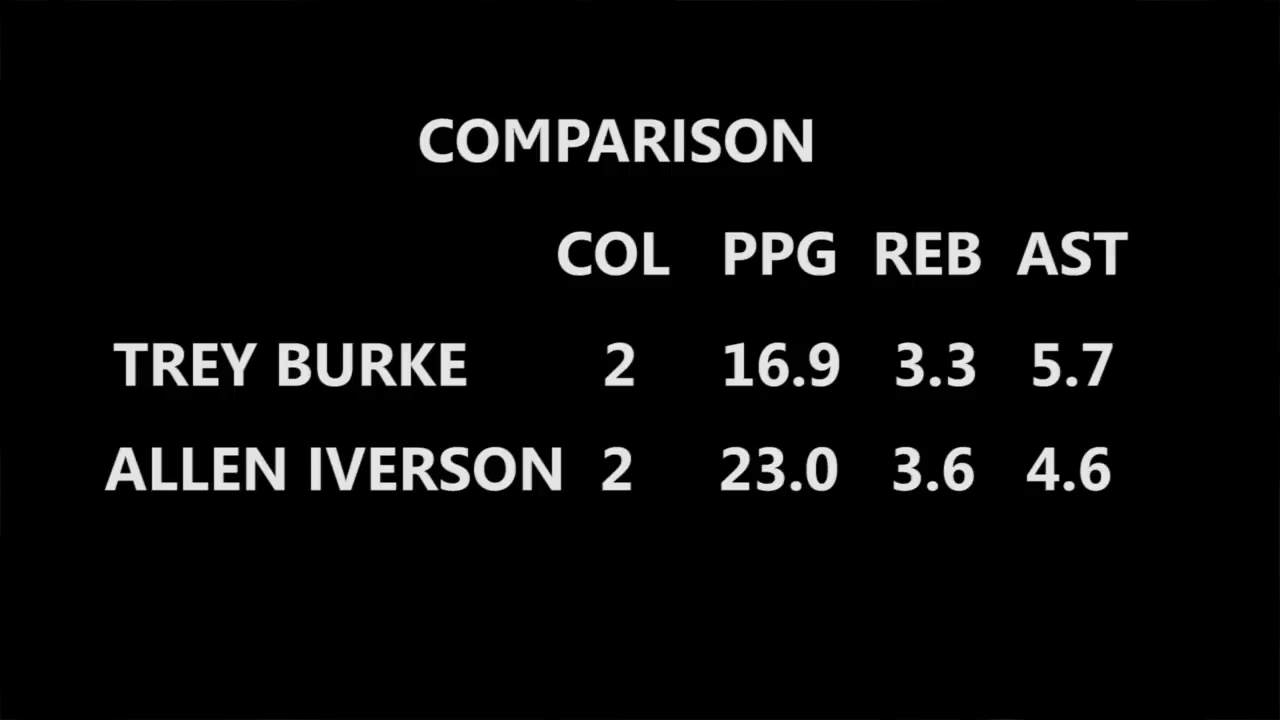 COMPARISON
COL PPG REB AST
TREY BURKE 2 16.9 3.3 5.7
ALLEN IVERSON 2 23.0 3.6 4.6